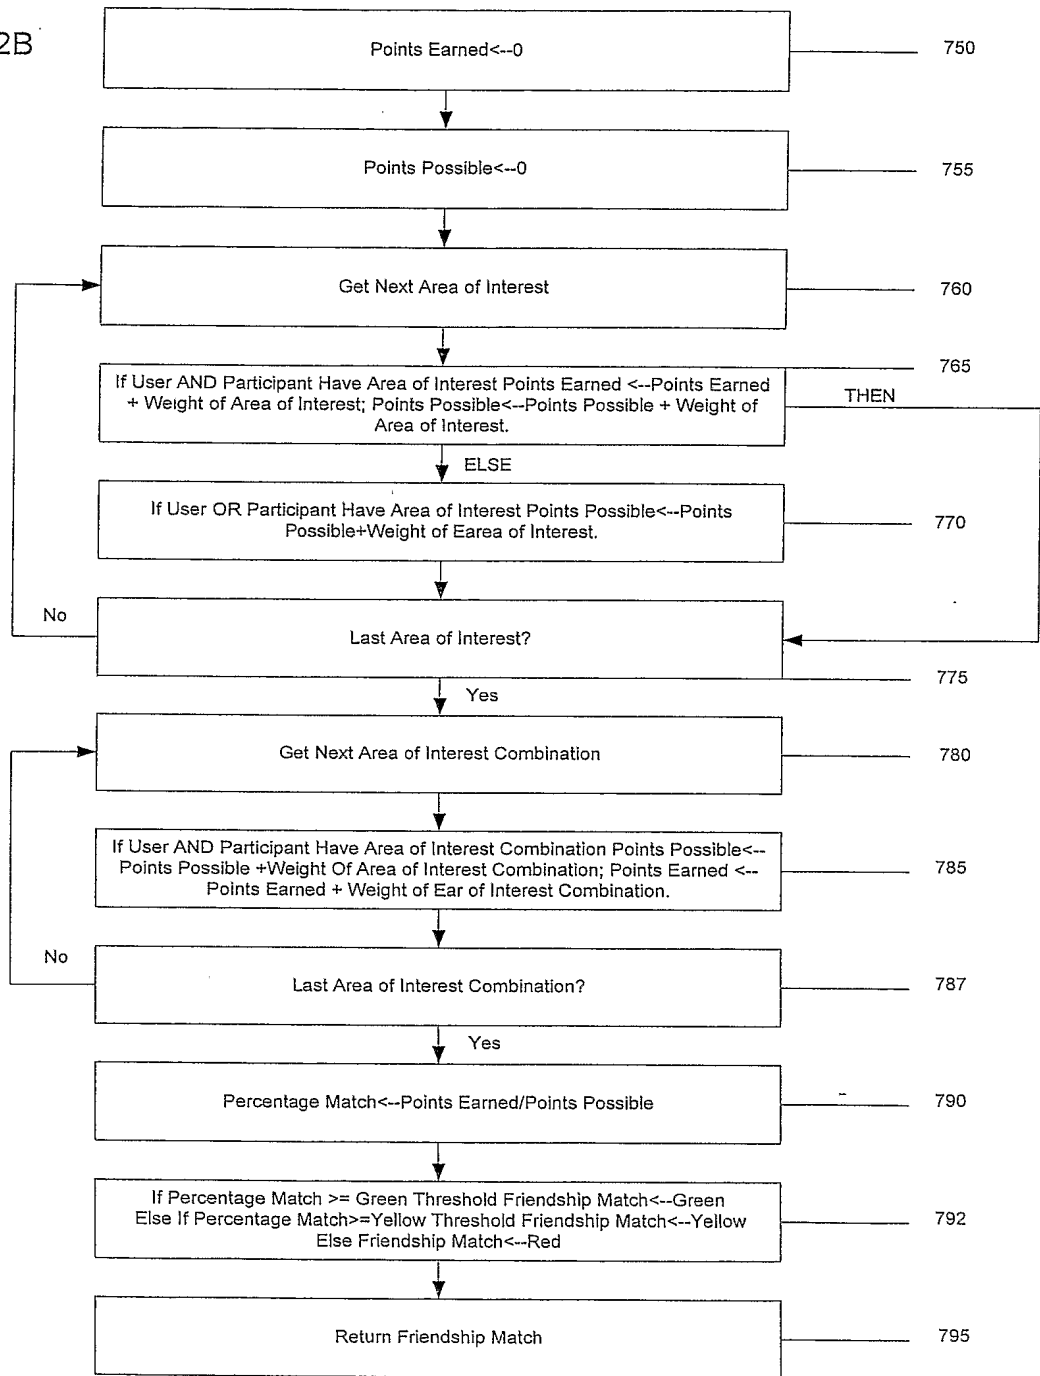 2B
Points Earned<--0
750
Points Possible<--0
755
Get Next Area of Interest
760
765
If User AND Participant Have Area of Interest Points Earned <--Points Earned
+ Weight of Area of Interest; Points Possible<--Points Possible + Weight of
Area of Interest.
THEN
ELSE
If User OR Participant Have Area of Interest Points Possible<--Points
Possible+Weight of Earea of Interest.
770
No
Last Area of Interest?
775
Yes
Get Next Area of Interest Combination
780
If User AND Participant Have Area of Interest Combination Points Possible<--
Points Possible +Weight Of Area of Interest Combination; Points Earned <--
Points Earned + Weight of Ear of Interest Combination.
785
No
Last Area of Interest Combination?
787
Yes
Percentage Match<--Points Earned/Points Possible
790
If Percentage Match >= Green Threshold Friendship Match<--Green
Else If Percentage Match>=Yellow Threshold Friendship Match<--Yellow
Else Friendship Match<--Red
792
Return Friendship Match
795